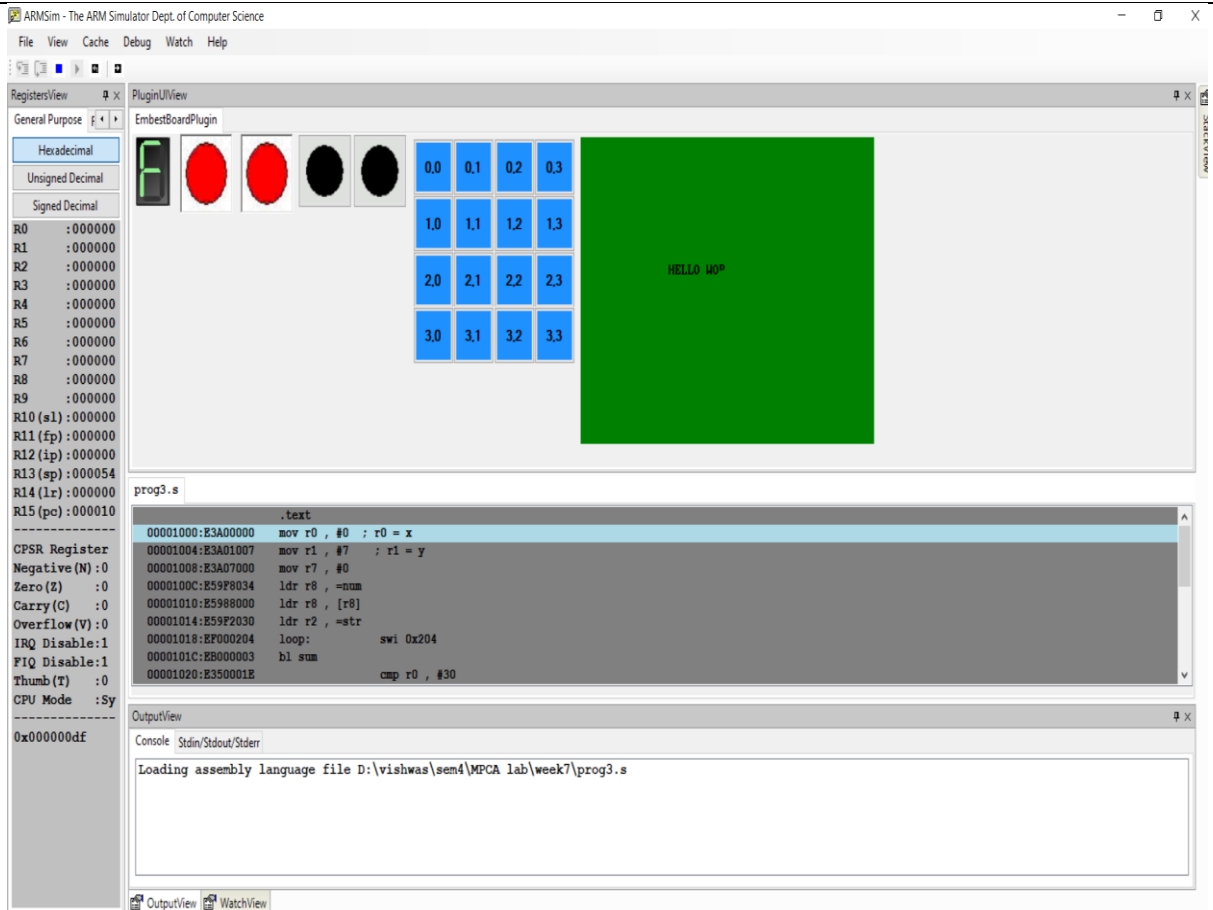 ARMSim - The ARM Simulator Dept. of Computer Science
File View Cache Debug Watch Help
RegistersView
General Purpose F
Hexadecimal
Unsigned Decimal
Signed Decimal
R0 :000000
R1 :000000
R2 :000000
R3 :000000
R4 :000000
R5 :000000
R6 :000000
R7 :000000
R8 :000000
R9 :000000
R10(sl):000000
R11(fp):000000
R12(ip):000000
R13(sp):000054
R14(lr):000000
R15(pc):000010
--------------
CPSR Register
Negative(N):0
Zero(Z) :0
Carry(C) :0
Overflow(V):0
IRQ Disable:1
FIQ Disable:1
Thumb(T) :0
CPU Mode :Sy
--------------
0x000000df
PluginUIView
EmbestBoardPlugin
0,0 0,1 0,2 0,3
1,0 1,1 1,2 1,3
2,0 2,1 2,2 2,3
3,0 3,1 3,2 3,3
HELLO WO
StackView
prog3.s
.text
00001000:E3A00000 mov r0 , #0 ; r0 = x
00001004:E3A01007 mov r1 , #7 ; r1 = y
00001008:E3A07000 mov r7 , #0
0000100C:E59F8034 ldr r8 , =num
00001010:E5988000 ldr r8 , [r8]
00001014:E59F2030 ldr r2 , =str
00001018:EF000204 loop: swi 0x204
0000101C:EB000003 bl sum
00001020:E350001E cmp r0 , #30
OutputView
Console Stdin/Stdout/Stderr
Loading assembly language file D:\vishwas\sem4\MPCA lab\week7\prog3.s
OutputView WatchView